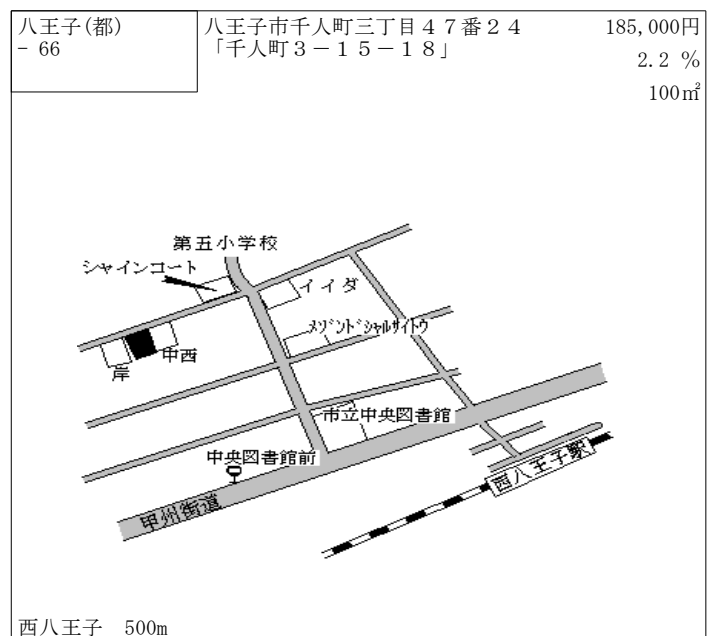 八王子(都)
- 66
八王子市千人町三丁目４７番２４
「千人町３－１５－１８」
185,000円
2.2 %
100㎡
第五小学校
シャインコート
イイダ
ﾒｿﾞﾝﾄﾞｼｬﾙｻｲﾄｳ
中西
岸
市立中央図書館
中央図書館前
西八王子駅
甲州街道
西八王子　500m